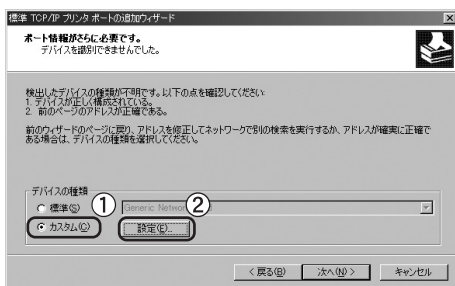 標準 TCP/IP プリンタ ポートの追加ウィザード
ポート情報がさらに必要です。
デバイスを識別できませんでした。
検出したデバイスの種類が不明です。以下の点を確認してください:
1. デバイスが正しく構成されている。
2. 前のページのアドレスが正確である。
前のウィザードのページに戻り、アドレスを修正してネットワークで別の検索を実行するか、アドレスが確実に正確で
ある場合は、デバイスの種類を選択してください。
デバイスの種類
標準(S) ① Generic Network ②
カスタム(C) 設定(E)...
< 戻る(B) 次へ(N) > キャンセル